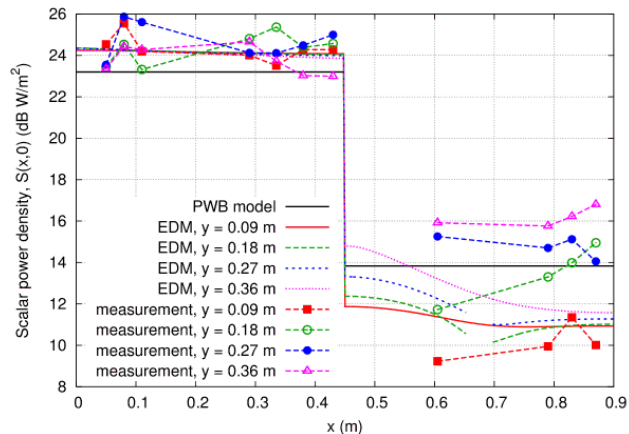 26
24
22
20
18
16
14
12
10
8
Scalar power density, S(x,0) (dB W/m²)
PWB model
EDM, y = 0.09 m
EDM, y = 0.18 m
EDM, y = 0.27 m
EDM, y = 0.36 m
measurement, y = 0.09 m
measurement, y = 0.18 m
measurement, y = 0.27 m
measurement, y = 0.36 m
0 0.1 0.2 0.3 0.4 0.5 0.6 0.7 0.8 0.9
x (m)